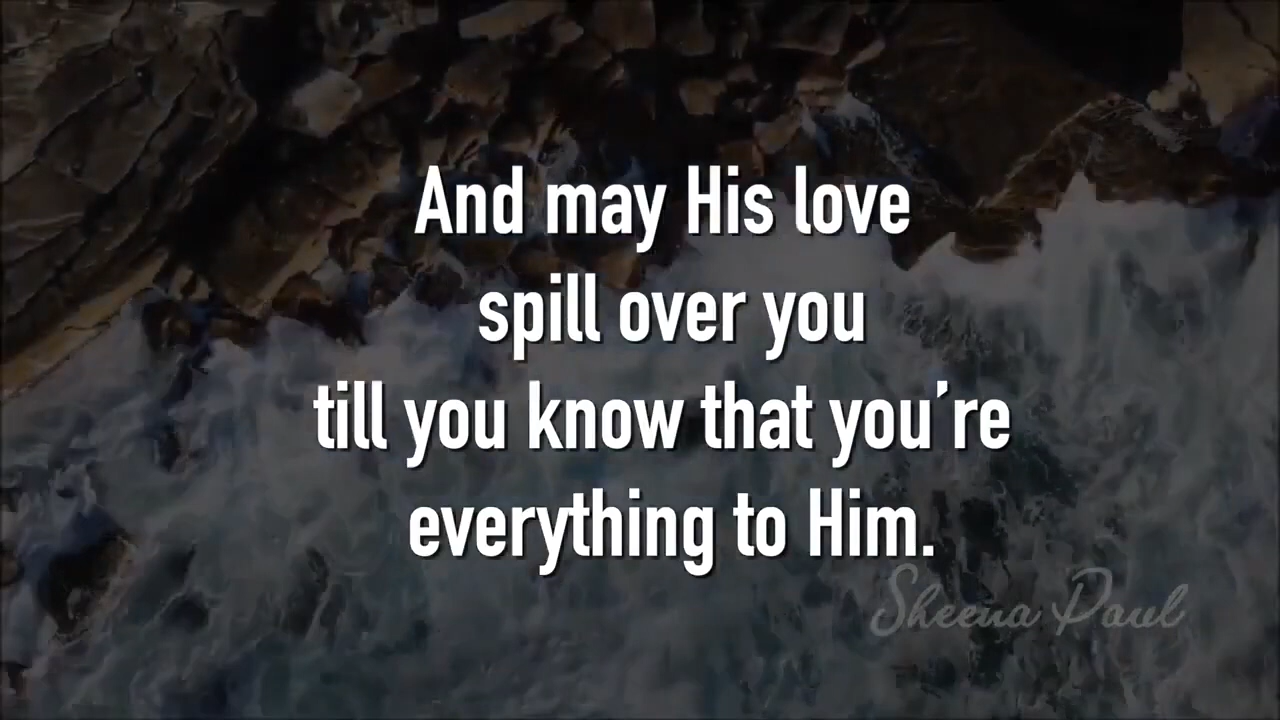 And may His love
spill over you
till you know that you’re
everything to Him.
Sheena Paul